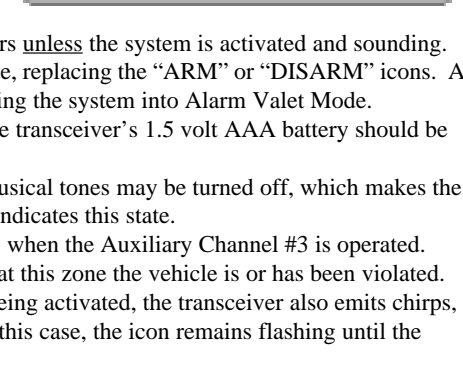 rs unless the system is activated and sounding.
e, replacing the “ARM” or “DISARM” icons. A
ing the system into Alarm Valet Mode.
e transceiver’s 1.5 volt AAA battery should be
usical tones may be turned off, which makes the
ndicates this state.
when the Auxiliary Channel #3 is operated.
at this zone the vehicle is or has been violated.
eing activated, the transceiver also emits chirps,
this case, the icon remains flashing until the